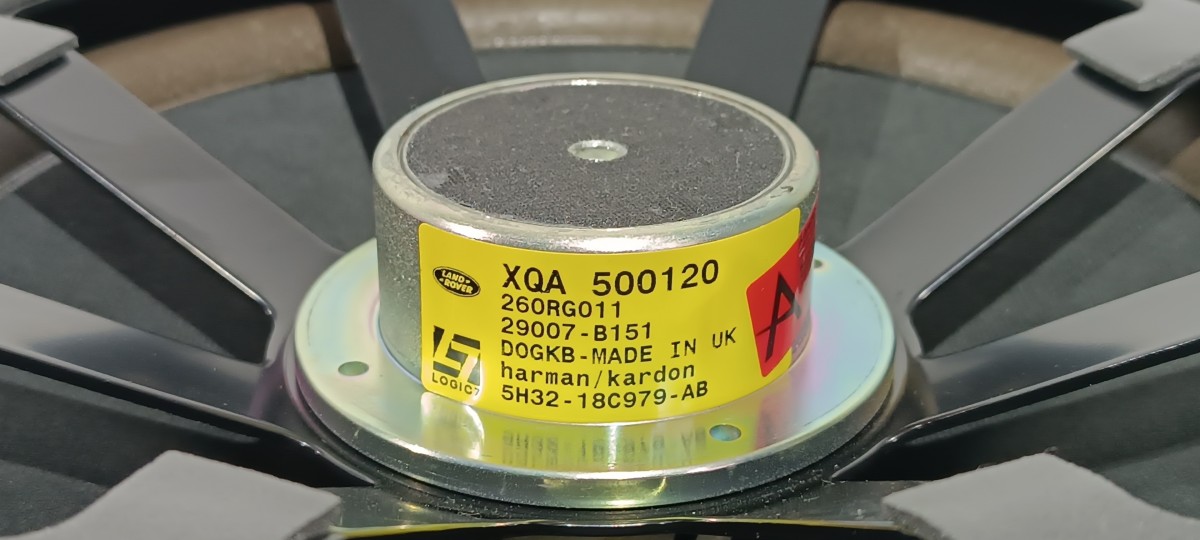 LAND-
ROVER
XQA 500120
260RG011
29007-B151
DOGKB-MADE IN UK
harman/kardon
5H32-18C979-AB
LOGIC7
A